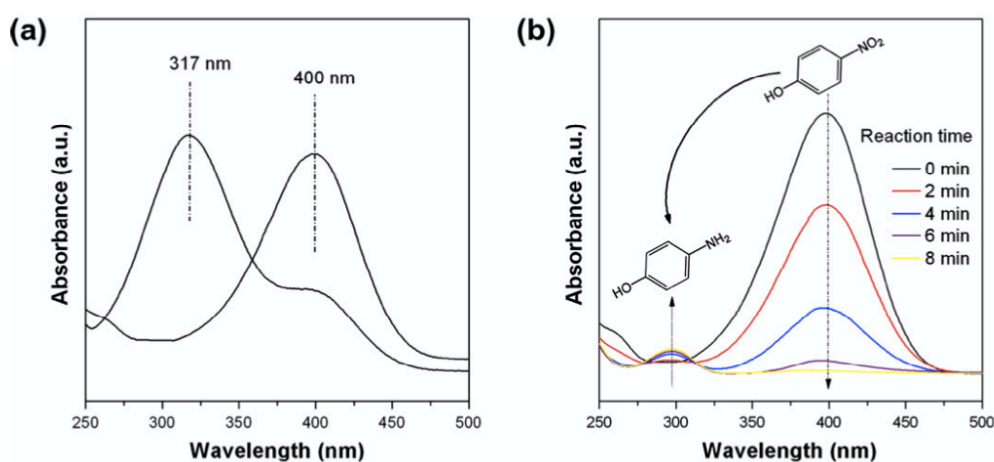 (a)
317 nm
400 nm
Absorbance (a.u.)
250 300 350 400 450 500
Wavelength (nm)
(b)
NO2
HO
Reaction time
0 min
2 min
4 min
6 min
8 min
NH2
HO
Absorbance (a.u.)
250 300 350 400 450 500
Wavelength (nm)